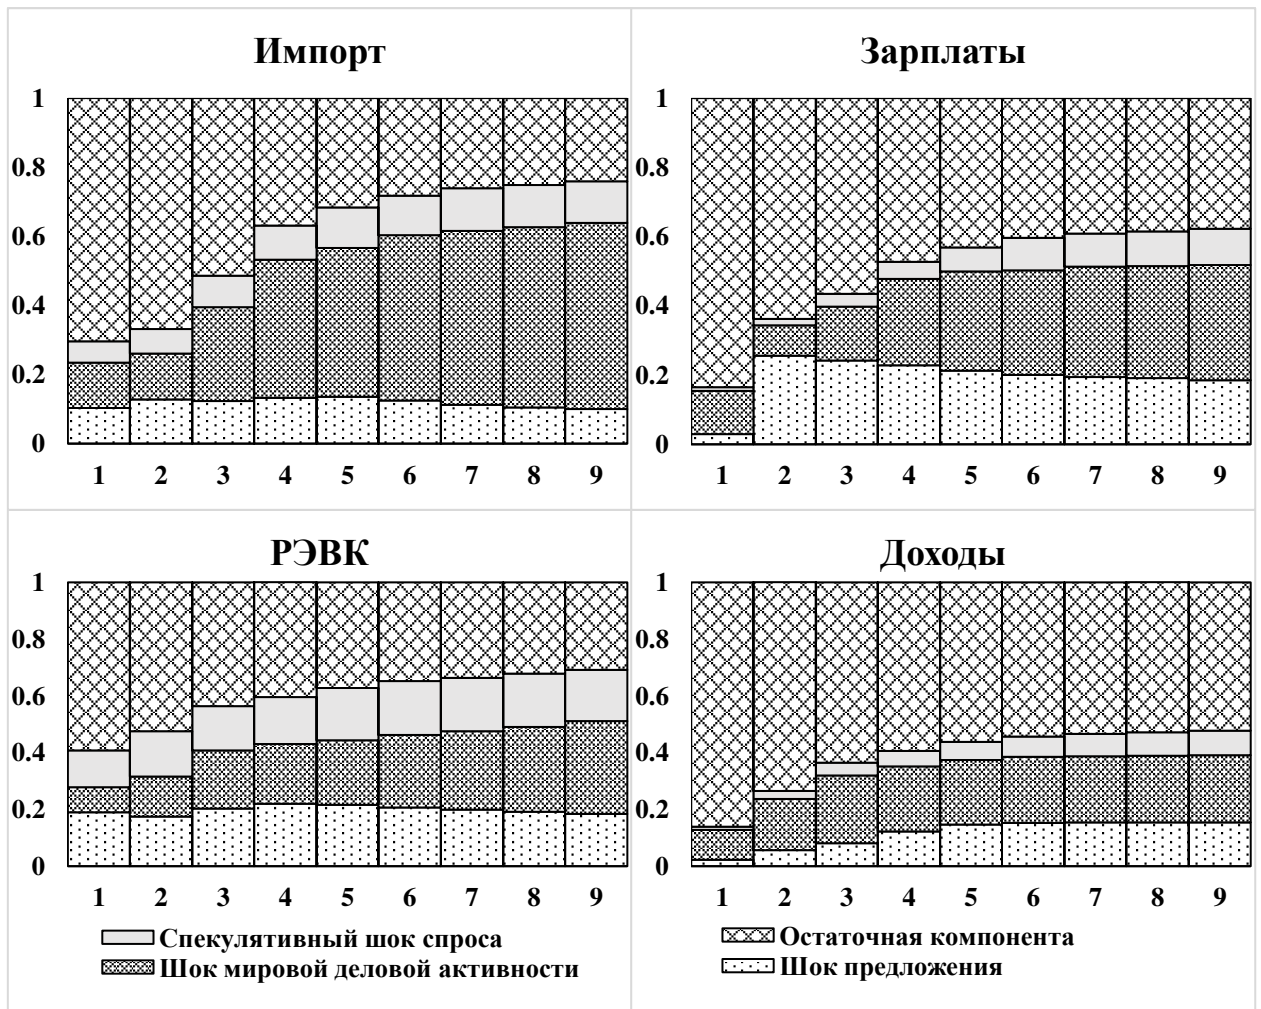 Импорт
1
0.8
0.6
0.4
0.2
0
1 2 3 4 5 6 7 8 9
Зарплаты
1
0.8
0.6
0.4
0.2
0
1 2 3 4 5 6 7 8 9
РЭВК
1
0.8
0.6
0.4
0.2
0
1 2 3 4 5 6 7 8 9
Спекулятивный шок спроса
Шок мировой деловой активности
Доходы
1
0.8
0.6
0.4
0.2
0
1 2 3 4 5 6 7 8 9
Остаточная компонента
Шок предложения